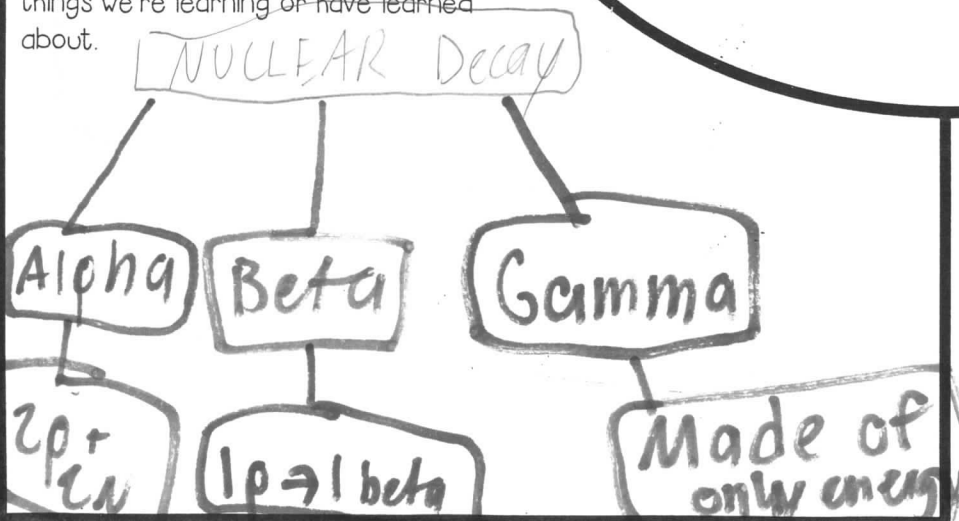 things we're learning or have learned
about.
NUCLEAR Decay
Alpha
Beta
Gamma
2p+
2N
1p→1 beta
Made of
only energy